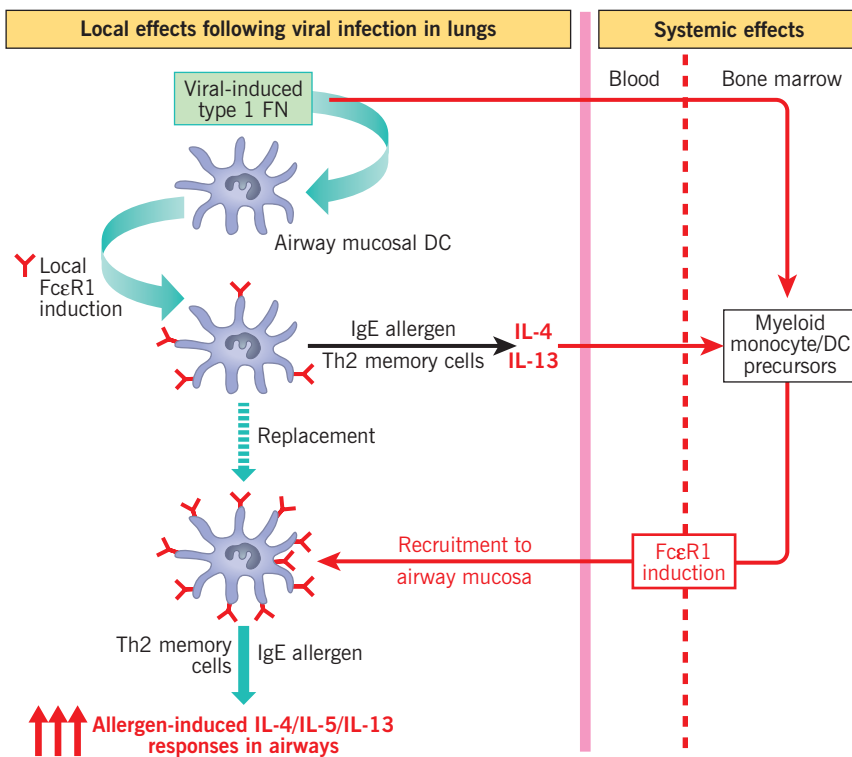 Local effects following viral infection in lungs
Systemic effects
Blood
Bone marrow
Viral-induced
type 1 FN
Airway mucosal DC
Local
FcεR1
induction
IgE allergen
Th2 memory cells
IL-4
IL-13
Myeloid
monocyte/DC
precursors
Replacement
Recruitment to
airway mucosa
FcεR1
induction
Th2 memory
cells
IgE allergen
Allergen-induced IL-4/IL-5/IL-13
responses in airways